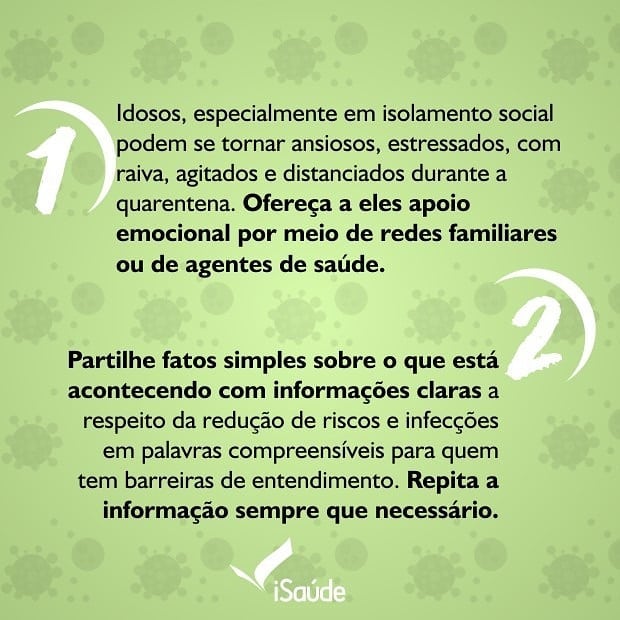 1
Idosos, especialmente em isolamento social
podem se tornar ansiosos, estressados, com
raiva, agitados e distanciados durante a
quarentena. Ofereça a eles apoio
emocional por meio de redes familiares
ou de agentes de saúde.
2
Partilhe fatos simples sobre o que está
acontecendo com informações claras a
respeito da redução de riscos e infecções
em palavras compreensíveis para quem
tem barreiras de entendimento. Repita a
informação sempre que necessário.
iSaúde